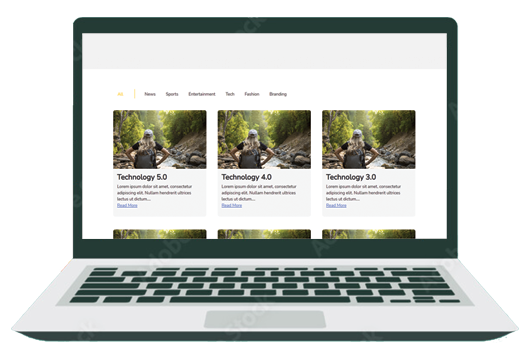 All | News Sports Entertainment Tech Fashion Branding
Technology 5.0 Technology 4.0 Technology 3.0
Lorem ipsum dolor sit amet, consectetur Lorem ipsum dolor sit amet, consectetur Lorem ipsum dolor sit amet, consectetur
adipiscing elit. Nullam hendrerit ultrices adipiscing elit. Nullam hendrerit ultrices adipiscing elit. Nullam hendrerit ultrices
lectus ut dictum.... lectus ut dictum.... lectus ut dictum....
Read More Read More Read More